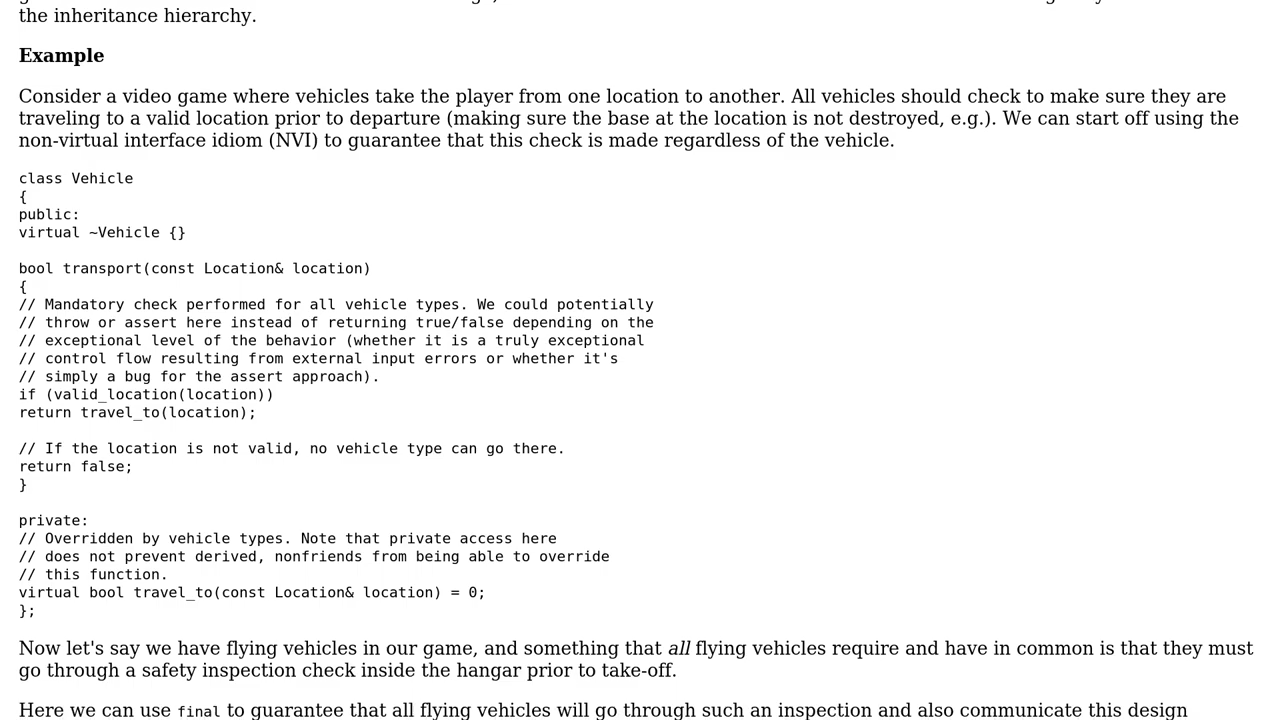 the inheritance hierarchy.
Example
Consider a video game where vehicles take the player from one location to another. All vehicles should check to make sure they are
traveling to a valid location prior to departure (making sure the base at the location is not destroyed, e.g.). We can start off using the
non-virtual interface idiom (NVI) to guarantee that this check is made regardless of the vehicle.
class Vehicle
{
public:
virtual ~Vehicle {}
bool transport(const Location& location)
{
// Mandatory check performed for all vehicle types. We could potentially
// throw or assert here instead of returning true/false depending on the
// exceptional level of the behavior (whether it is a truly exceptional
// control flow resulting from external input errors or whether it's
// simply a bug for the assert approach).
if (valid_location(location))
return travel_to(location);
// If the location is not valid, no vehicle type can go there.
return false;
}
private:
// Overridden by vehicle types. Note that private access here
// does not prevent derived, nonfriends from being able to override
// this function.
virtual bool travel_to(const Location& location) = 0;
};
Now let's say we have flying vehicles in our game, and something that all flying vehicles require and have in common is that they must
go through a safety inspection check inside the hangar prior to take-off.
Here we can use final to guarantee that all flying vehicles will go through such an inspection and also communicate this design